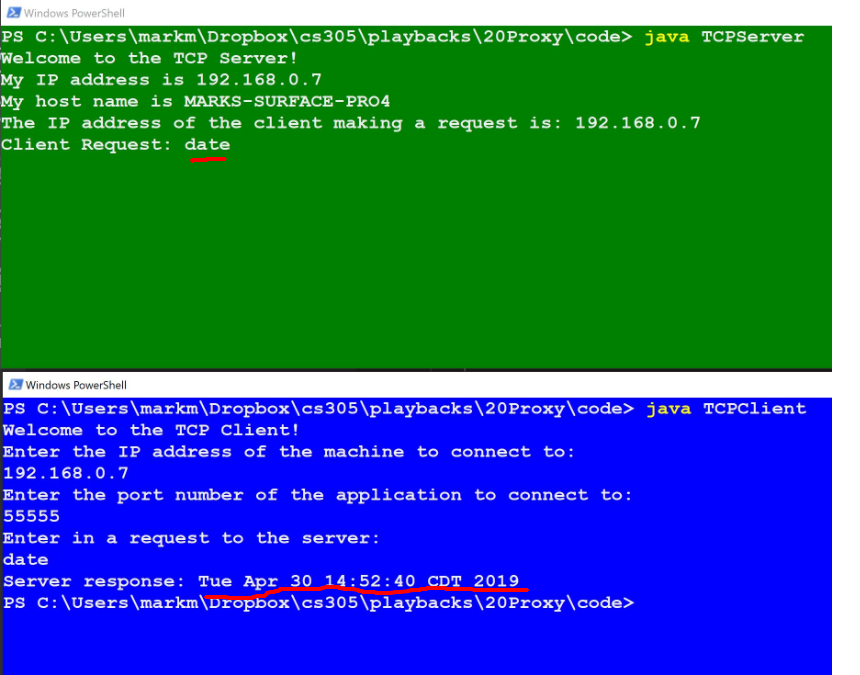 Windows PowerShell
PS C:\Users\markm\Dropbox\cs305\playbacks\20Proxy\code> java TCPServer
Welcome to the TCP Server!
My IP address is 192.168.0.7
My host name is MARKS-SURFACE-PRO4
The IP address of the client making a request is: 192.168.0.7
Client Request: date
Windows PowerShell
PS C:\Users\markm\Dropbox\cs305\playbacks\20Proxy\code> java TCPClient
Welcome to the TCP Client!
Enter the IP address of the machine to connect to:
192.168.0.7
Enter the port number of the application to connect to:
55555
Enter in a request to the server:
date
Server response: Tue Apr 30 14:52:40 CDT 2019
PS C:\Users\markm\Dropbox\cs305\playbacks\20Proxy\code>